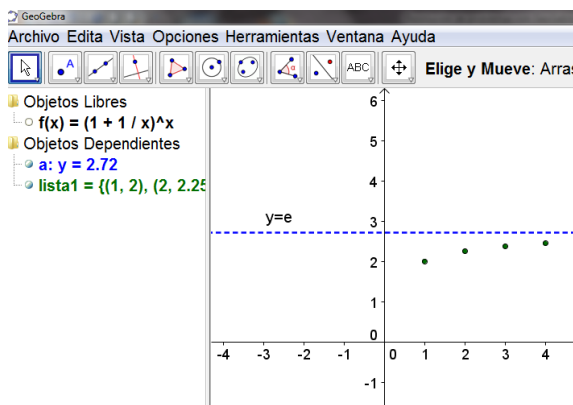 GeoGebra
Archivo Edita Vista Opciones Herramientas Ventana Ayuda
A
α
ABC
Elige y Mueve: Arras
Objetos Libres
f(x) = (1 + 1 / x)^x
Objetos Dependientes
a: y = 2.72
lista1 = {(1, 2), (2, 2.25
6
5
4
y=e
3
2
1
0
-4 -3 -2 -1 0 1 2 3 4
-1